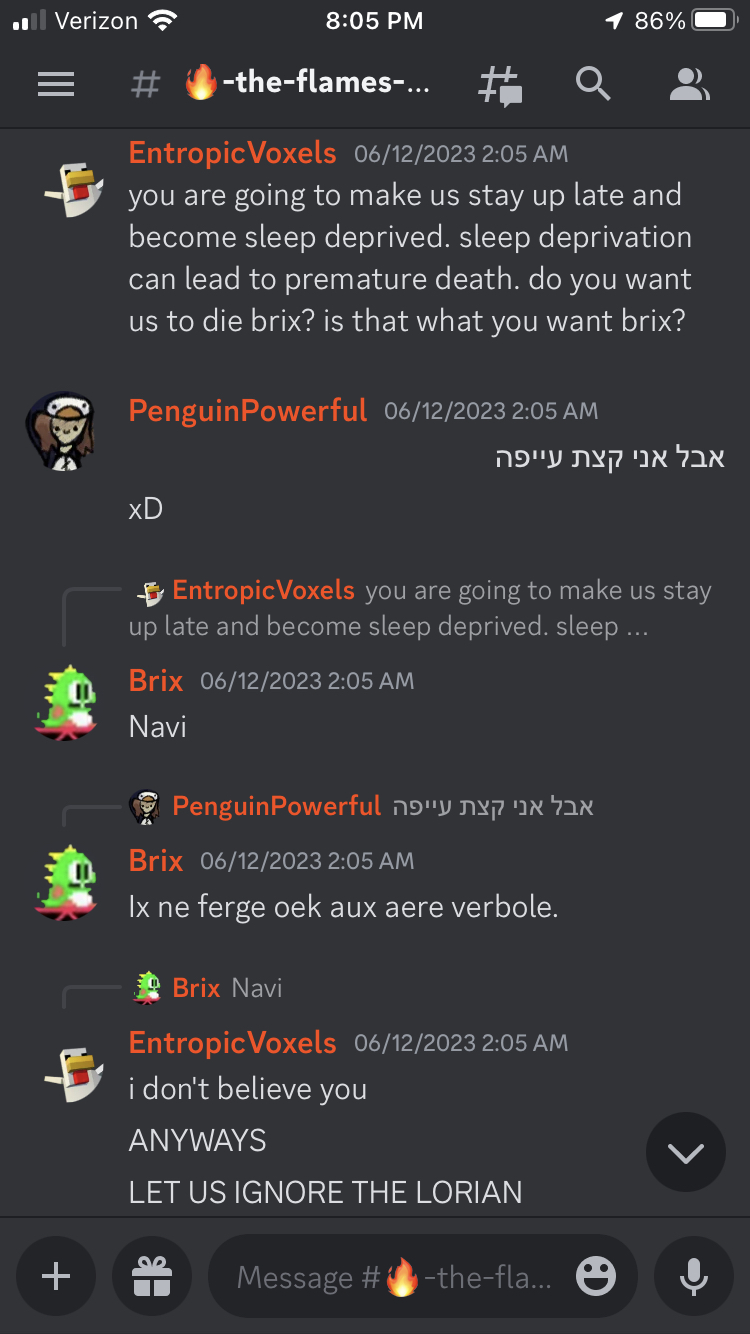 Verizon 8:05 PM 86%
# 🔥-the-flames-...
EntropicVoxels 06/12/2023 2:05 AM
you are going to make us stay up late and
become sleep deprived. sleep deprivation
can lead to premature death. do you want
us to die brix? is that what you want brix?
PenguinPowerful 06/12/2023 2:05 AM
אבל אני קצת עייפה
xD
EntropicVoxels you are going to make us stay
up late and become sleep deprived. sleep ...
Brix 06/12/2023 2:05 AM
Navi
PenguinPowerful אבל אני קצת עייפה
Brix 06/12/2023 2:05 AM
Ix ne ferge oek aux aere verbole.
Brix Navi
EntropicVoxels 06/12/2023 2:05 AM
i don't believe you
ANYWAYS
LET US IGNORE THE LORIAN
Message #🔥-the-fla...